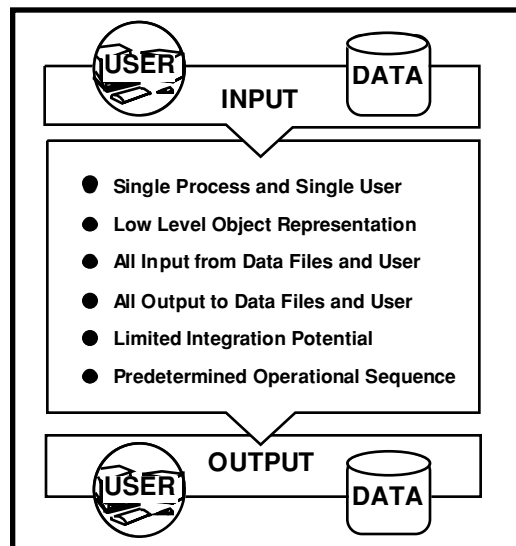 USER
DATA
INPUT
Single Process and Single User
Low Level Object Representation
All Input from Data Files and User
All Output to Data Files and User
Limited Integration Potential
Predetermined Operational Sequence
OUTPUT
USER
DATA